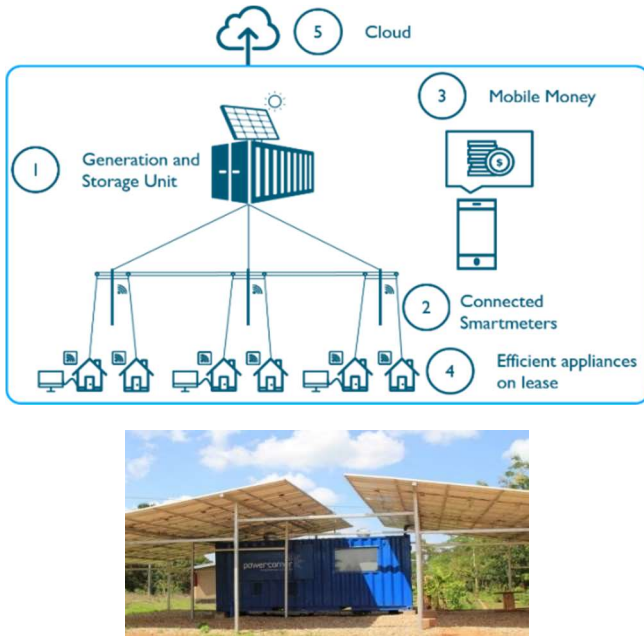 5 Cloud
3 Mobile Money
1 Generation and
Storage Unit
$
2 Connected
Smartmeters
4 Efficient appliances
on lease
powercorner